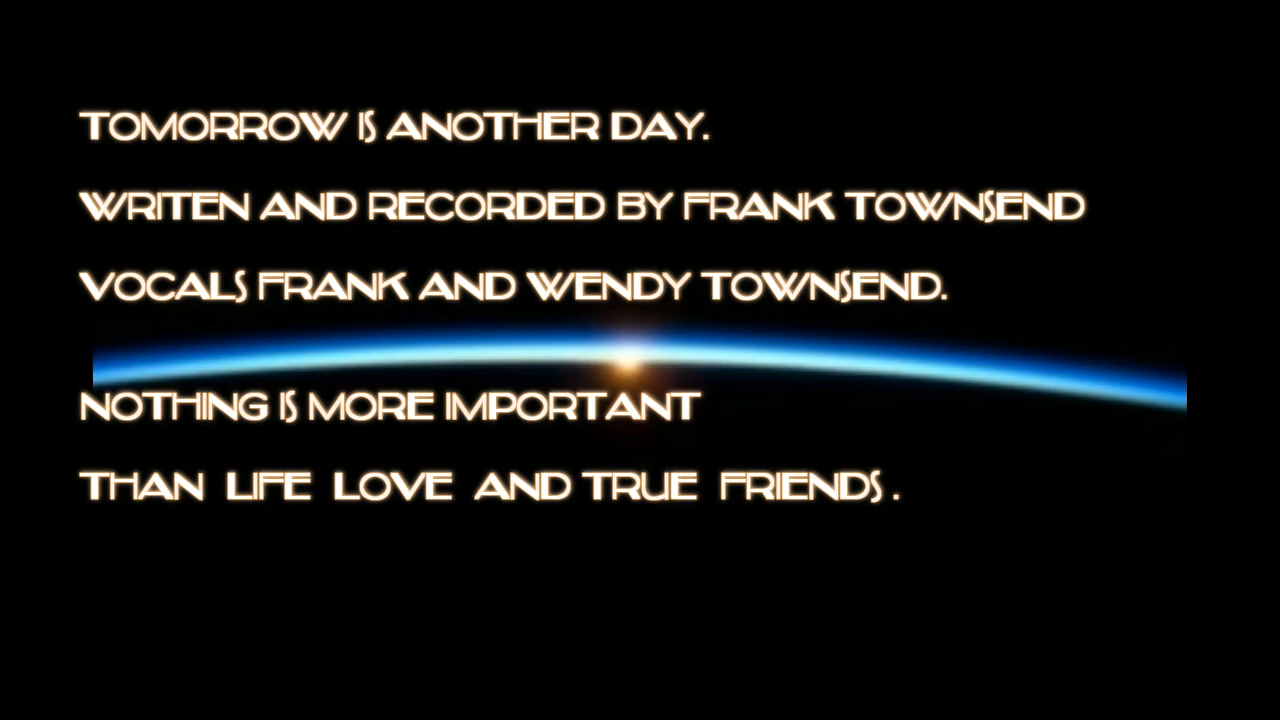 TOMORROW IS ANOTHER DAY.
WRITEN AND RECORDED BY FRANK TOWNSEND
VOCALS FRANK AND WENDY TOWNSEND.
NOTHING IS MORE IMPORTANT
THAN LIFE LOVE AND TRUE FRIENDS .